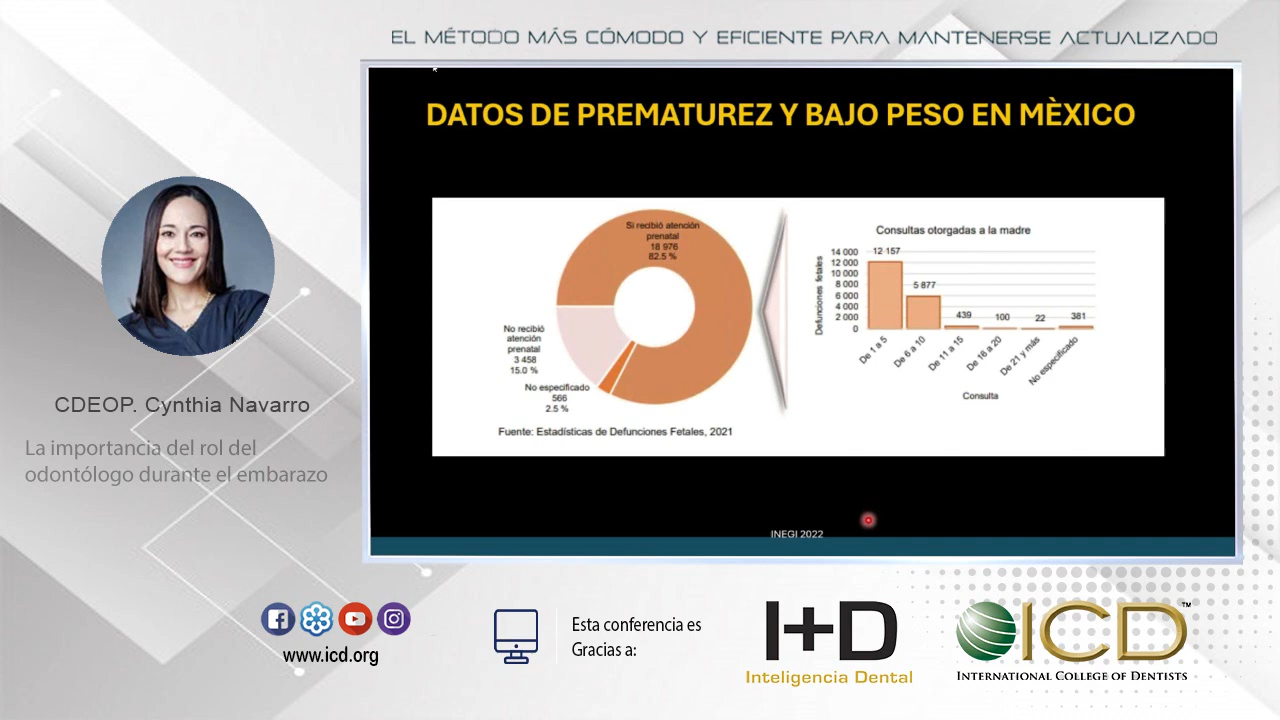 EL MÉTODO MÁS CÓMODO Y EFICIENTE PARA MANTENERSE ACTUALIZADO
DATOS DE PREMATUREZ Y BAJO PESO EN MÈXICO
Si recibió atención
prenatal
18 976
82.5 %
No recibió
atención
prenatal
3 458
15.0 %
No especificado
566
2.5 %
Fuente: Estadísticas de Defunciones Fetales, 2021
Consultas otorgadas a la madre
Defunciones fetales
14 000
12 000
10 000
8 000
6 000
4 000
2 000
0
12 157
5 877
439
100
22
381
De 1 a 5
De 6 a 10
De 11 a 15
De 16 a 20
De 21 y más
No especificado
Consulta
INEGI 2022
CDEOP. Cynthia Navarro
La importancia del rol del
odontólogo durante el embarazo
www.icd.org
Esta conferencia es
Gracias a:
I+D
Inteligencia Dental
ICD™
INTERNATIONAL COLLEGE OF DENTISTS